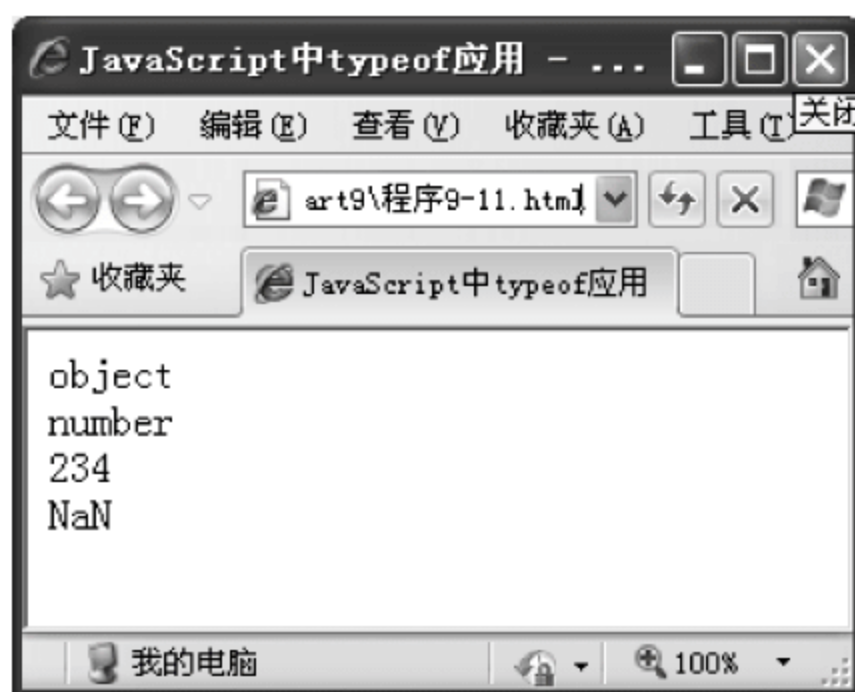 JavaScript中typeof应用 - ...
文件(F) 编辑(E) 查看(V) 收藏夹(A) 工具(T)
关闭
art9\程序9-11.html
收藏夹 JavaScript中typeof应用
object
number
234
NaN
我的电脑 100%